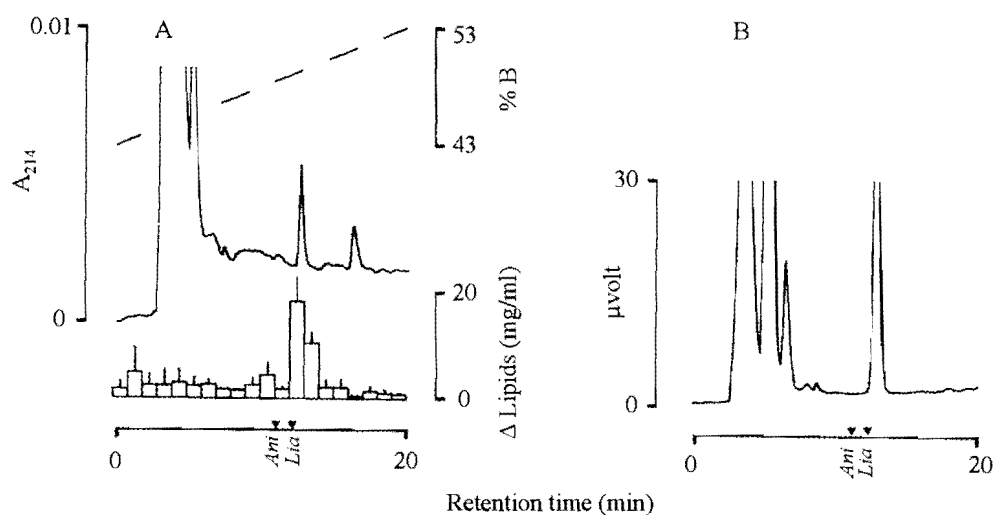 A
0.01
0
A214
53
43
% B
20
0
Δ Lipids (mg/ml)
Ani
Lia
0
20
B
30
0
µvolt
Ani
Lia
0
20
Retention time (min)